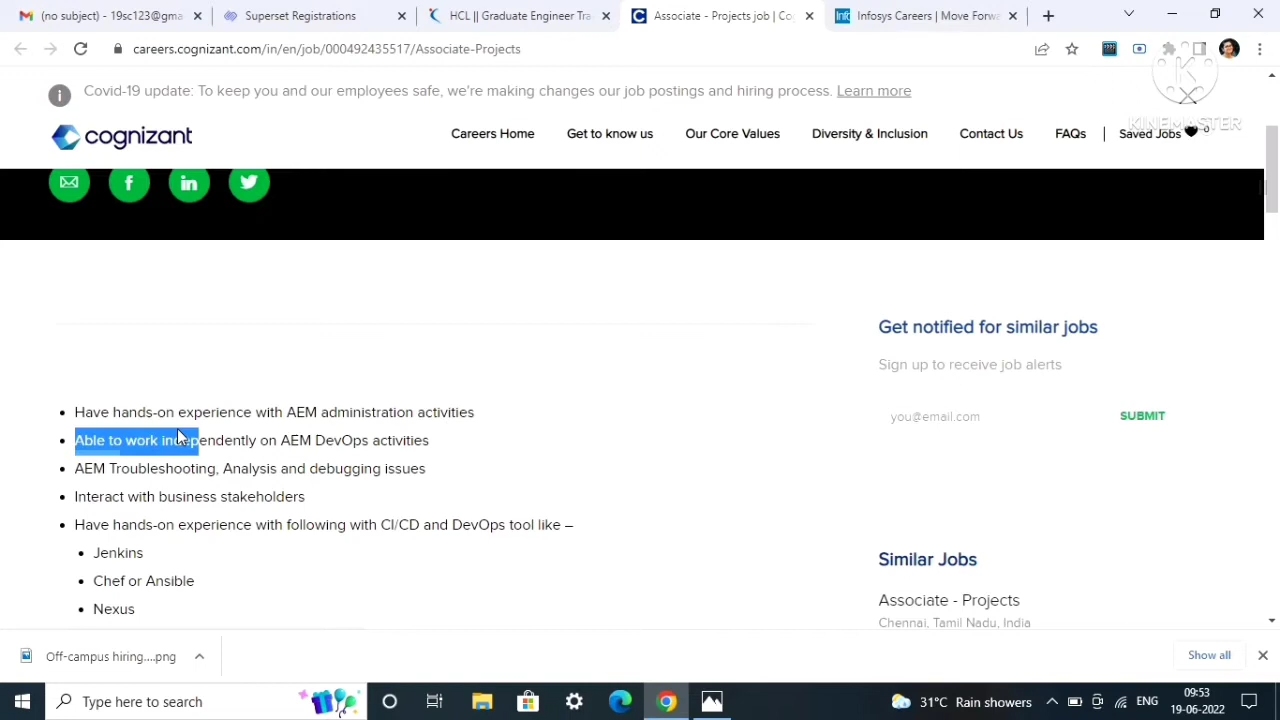 (no subject) - 19sc123@gma
Superset Registrations
HCL || Graduate Engineer Tra
Associate - Projects job | Co
Infosys Careers | Move Forwa
careers.cognizant.com/in/en/job/000492435517/Associate-Projects
Covid-19 update: To keep you and our employees safe, we're making changes our job postings and hiring process. Learn more
KINEMASTER
cognizant
Careers Home
Get to know us
Our Core Values
Diversity & Inclusion
Contact Us
FAQs
Saved Jobs 0
Get notified for similar jobs
Sign up to receive job alerts
you@email.com
SUBMIT
• Have hands-on experience with AEM administration activities
• Able to work independently on AEM DevOps activities
• AEM Troubleshooting, Analysis and debugging issues
• Interact with business stakeholders
• Have hands-on experience with following with CI/CD and DevOps tool like –
• Jenkins
• Chef or Ansible
• Nexus
Similar Jobs
Associate - Projects
Chennai, Tamil Nadu, India
Off-campus hiring....png
Show all
Type here to search
31°C Rain showers
ENG
09:53
19-06-2022